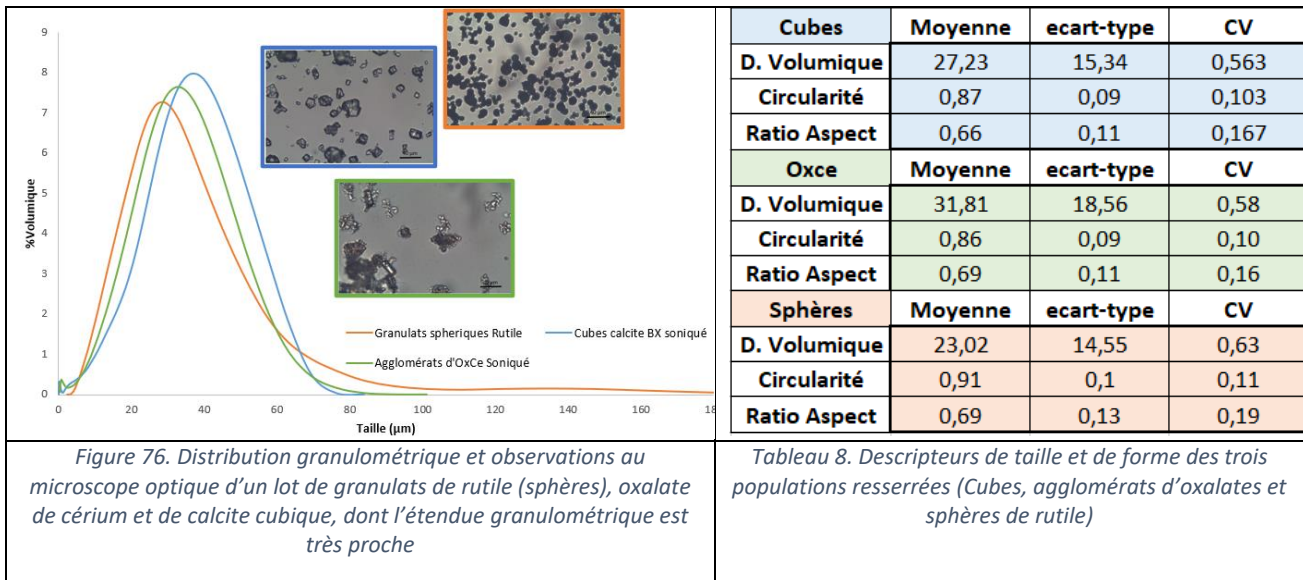 9
8
7
6
5
4
3
2
1
0
%Volumique
0 20 40 60 80 100 120 140 160 18
Taille (µm)
Granulats spheriques Rutile
Cubes calcite BX soniqué
Agglomérats d'OxCe Soniqué
Figure 76. Distribution granulométrique et observations au
microscope optique d'un lot de granulats de rutile (sphères), oxalate
de cérium et de calcite cubique, dont l'étendue granulométrique est
très proche
Cubes Moyenne ecart-type CV
D. Volumique 27,23 15,34 0,563
Circularité 0,87 0,09 0,103
Ratio Aspect 0,66 0,11 0,167
Oxce Moyenne ecart-type CV
D. Volumique 31,81 18,56 0,58
Circularité 0,86 0,09 0,10
Ratio Aspect 0,69 0,11 0,16
Sphères Moyenne ecart-type CV
D. Volumique 23,02 14,55 0,63
Circularité 0,91 0,1 0,11
Ratio Aspect 0,69 0,13 0,19
Tableau 8. Descripteurs de taille et de forme des trois
populations resserrées (Cubes, agglomérats d'oxalates et
sphères de rutile)